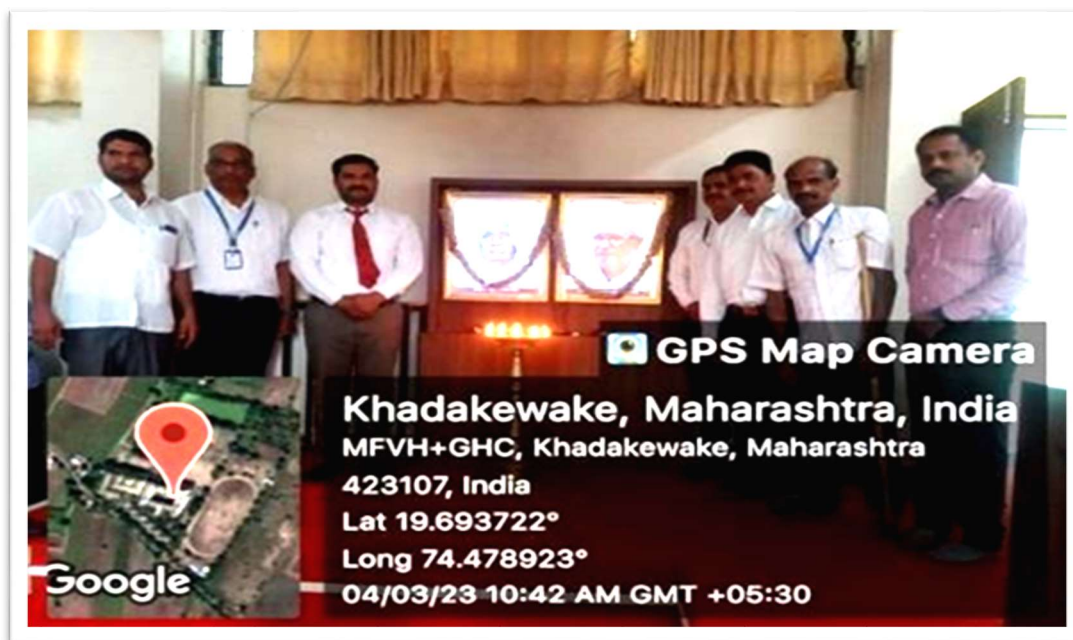 GPS Map Camera
Khadakewake, Maharashtra, India
MFVH+GHC, Khadakewake, Maharashtra
423107, India
Lat 19.693722°
Long 74.478923°
04/03/23 10:42 AM GMT +05:30
Google